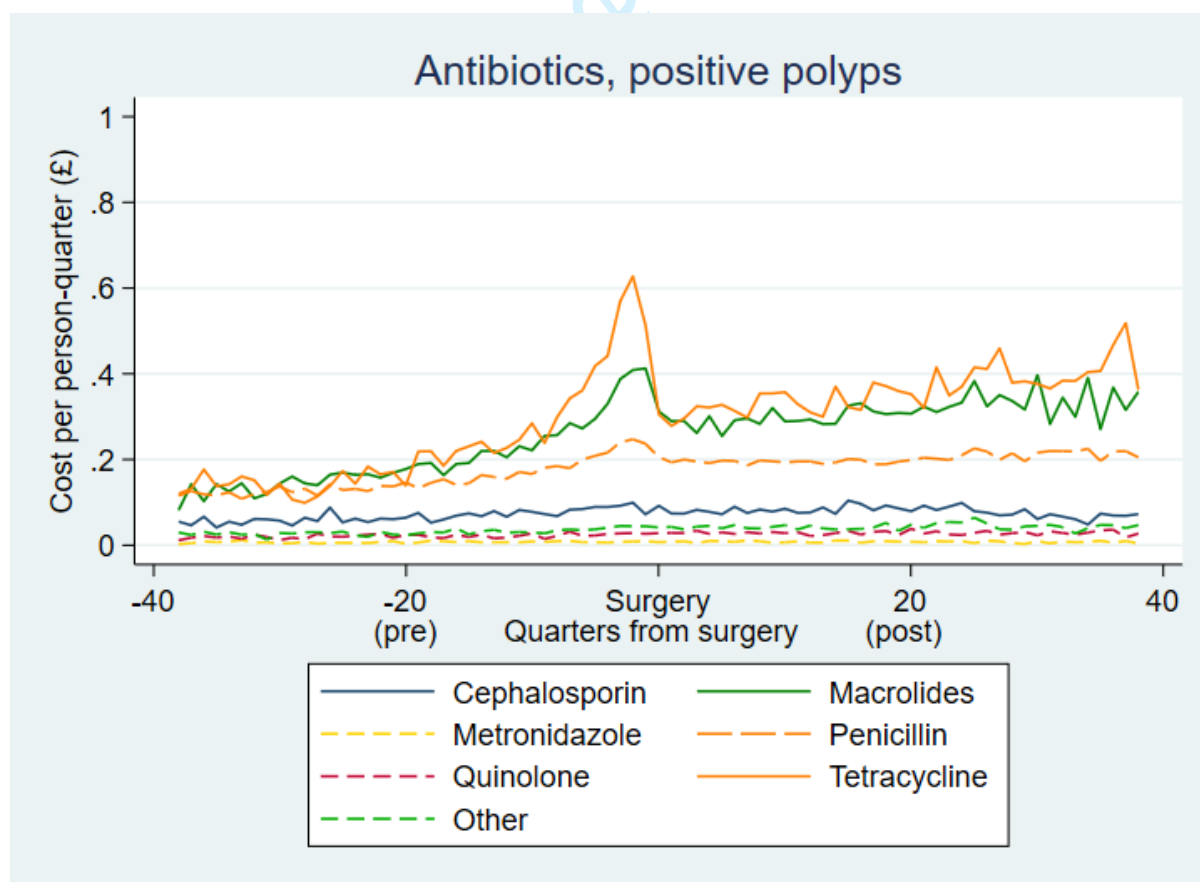 Antibiotics, positive polyps
Cost per person-quarter (£)
1
.8
.6
.4
.2
0
-40 -20 Surgery 20 40
(pre) Quarters from surgery (post)
Cephalosporin Macrolides
Metronidazole Penicillin
Quinolone Tetracycline
Other